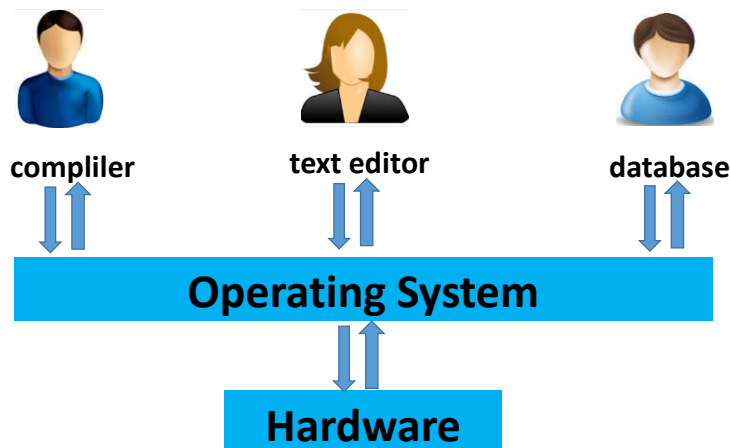 compliler text editor database
Operating System
Hardware